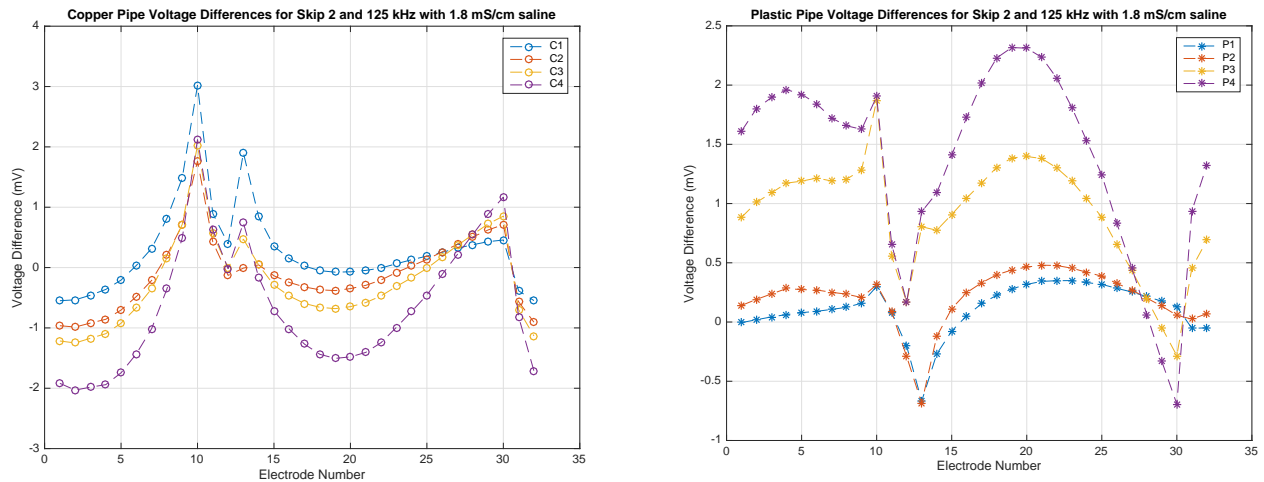 Copper Pipe Voltage Differences for Skip 2 and 125 kHz with 1.8 mS/cm saline
4
3
2
1
0
-1
-2
-3
Voltage Difference (mV)
0
5
10
15
20
25
30
35
Electrode Number
C1
C2
C3
C4
Plastic Pipe Voltage Differences for Skip 2 and 125 kHz with 1.8 mS/cm saline
2.5
2
1.5
1
0.5
0
-0.5
-1
Voltage Difference (mV)
0
5
10
15
20
25
30
35
Electrode Number
P1
P2
P3
P4